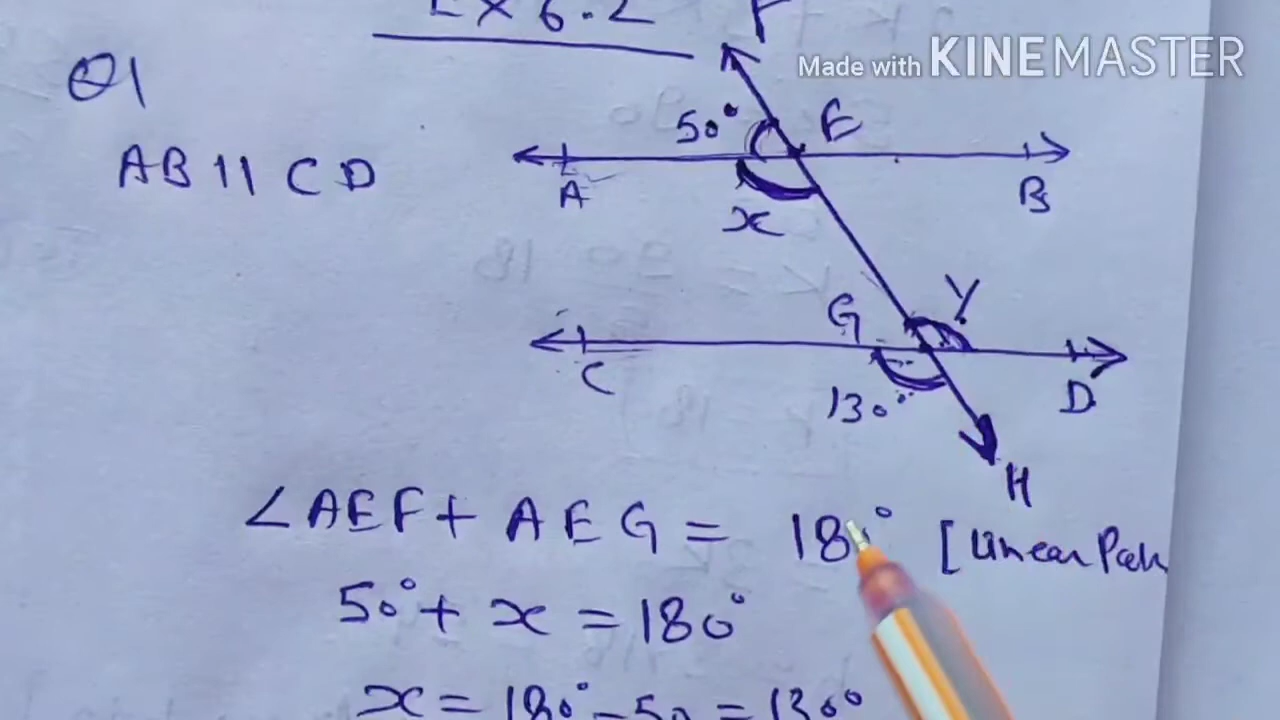 Ex 6.2
Made with KINEMASTER
Q1
F
50° E
AB || CD
A B
x
G Y
C D
130°
H
∠AEF + AEG = 180° [Linear Pair
50° + x = 180°
x = 180° - 50 = 130°